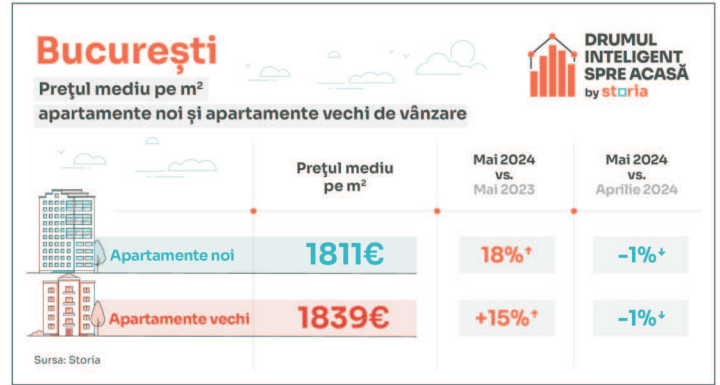 București
Prețul mediu pe m²
apartamente noi și apartamente vechi de vânzare
DRUMUL
INTELIGENT
SPRE ACASĂ
by storia
Prețul mediu
pe m²
Mai 2024
vs.
Mai 2023
Mai 2024
vs.
Aprilie 2024
Apartamente noi 1811€ 18%↑ -1%↓
Apartamente vechi 1839€ +15%↑ -1%↓
Sursa: Storia